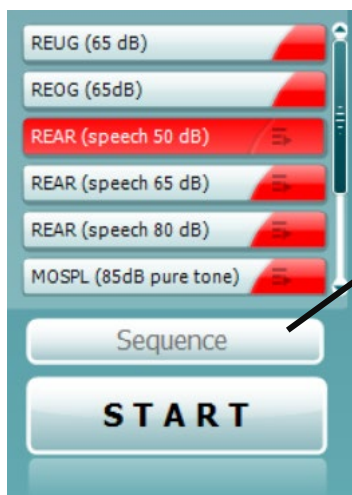 REUG (65 dB)
REOG (65dB)
REAR (speech 50 dB)
REAR (speech 65 dB)
REAR (speech 80 dB)
MOSPL (85dB pure tone)
Sequence
START